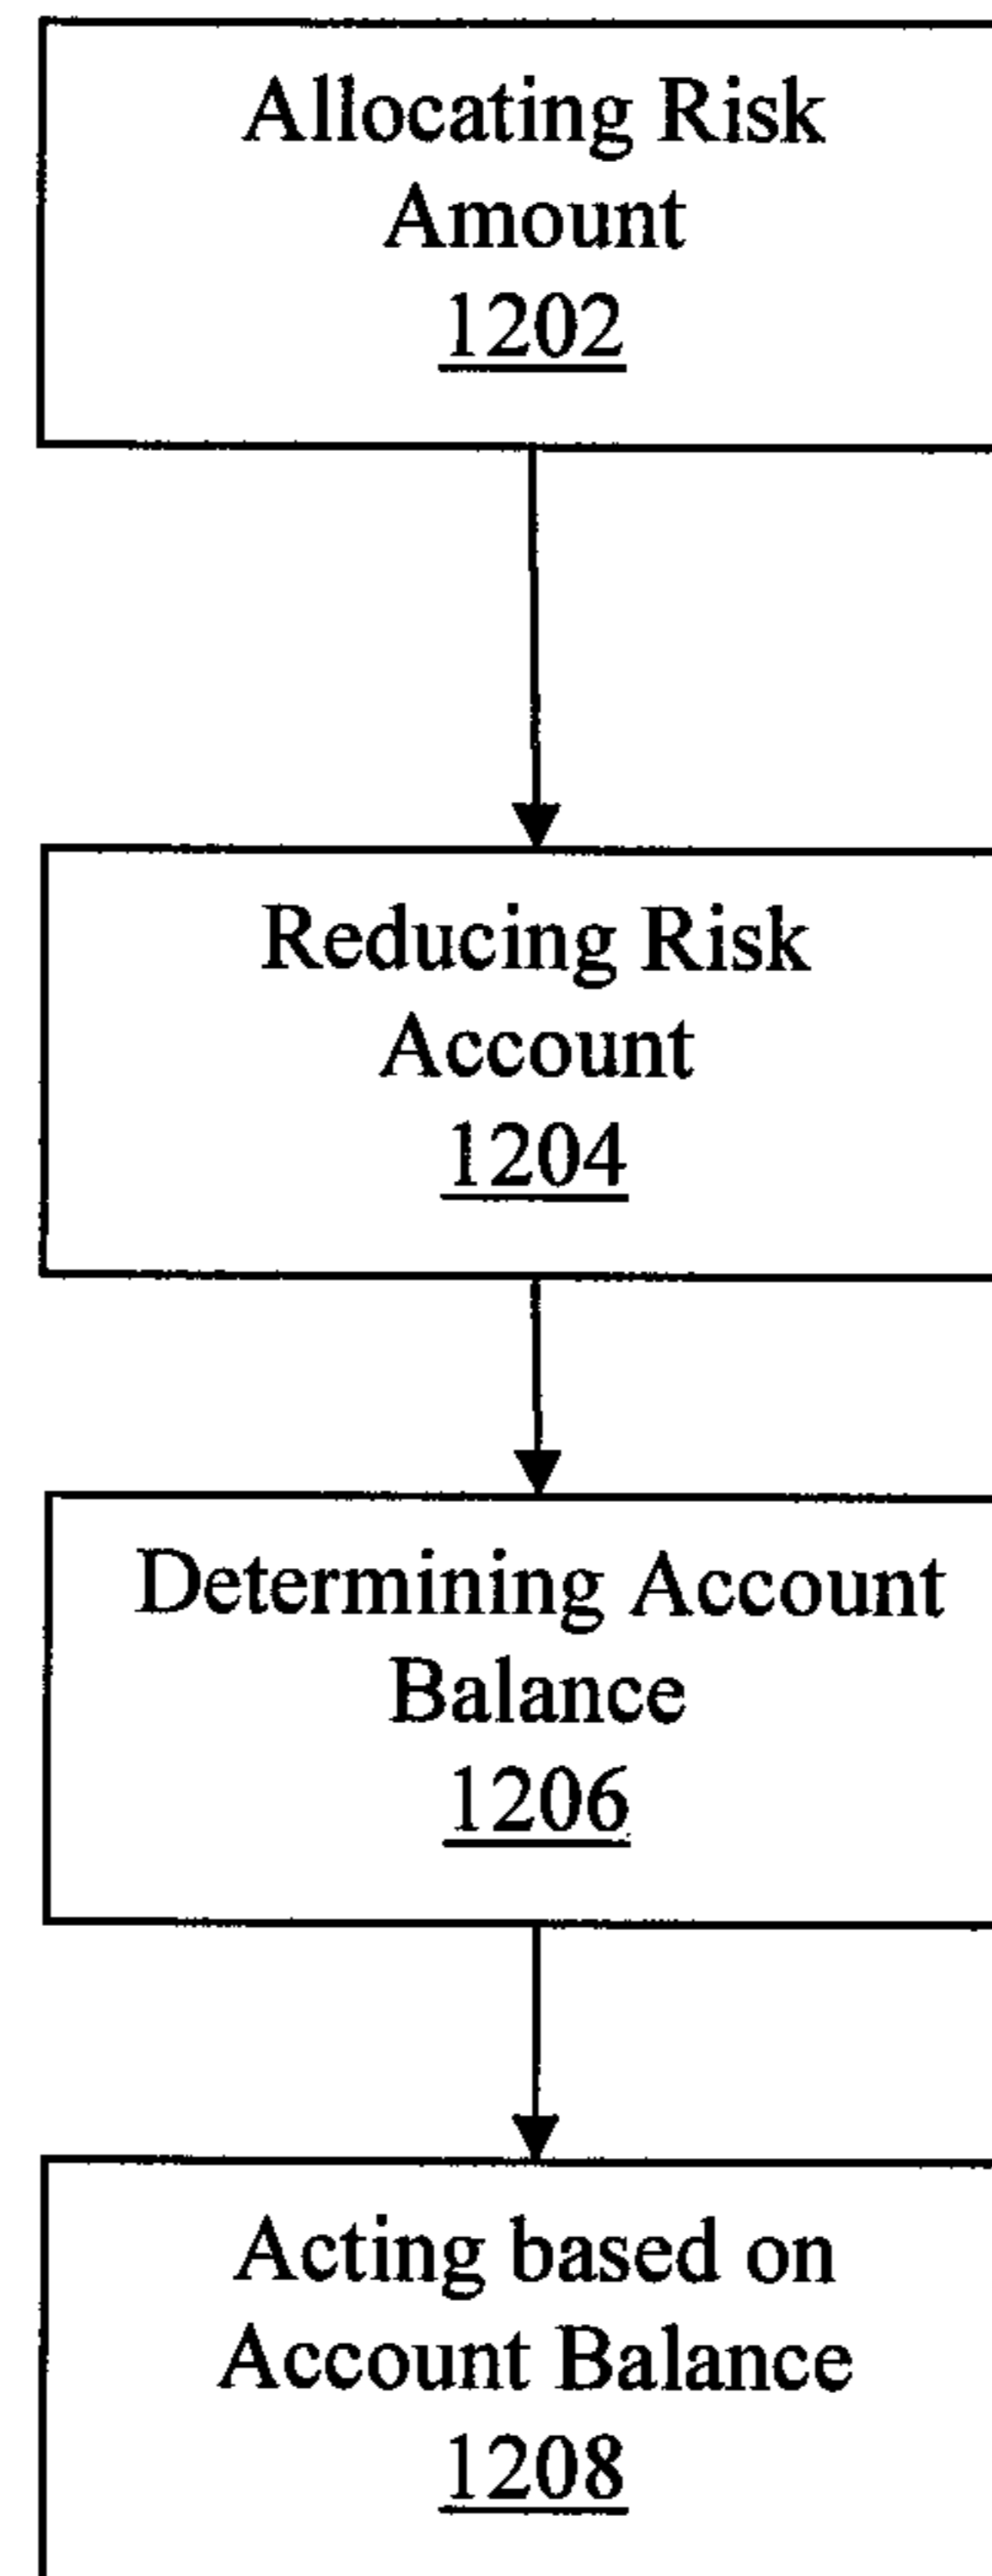 Allocating Risk
Amount
1202
Reducing Risk
Account
1204
Determining Account
Balance
1206
Acting based on
Account Balance
1208